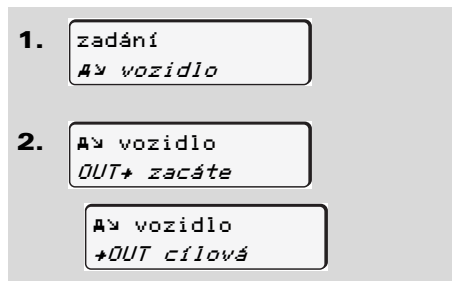 1. zadání
vozidlo
2. vozidlo
OUT→ zacáte
vozidlo
→OUT cílová